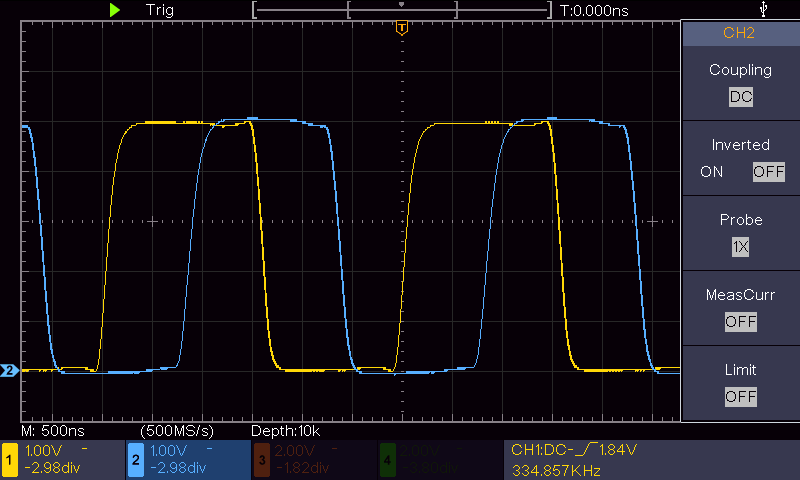 Trig
T:0.000ns
T
CH2
Coupling
DC
Inverted
ON OFF
Probe
1X
MeasCurr
OFF
Limit
OFF
2
M: 500ns (500MS/s) Depth:10k
1 1.00V -2.98div
2 1.00V -2.98div
3 2.00V -1.82div
4 2.00V
CH1:DC- 1.84V
334.857KHz